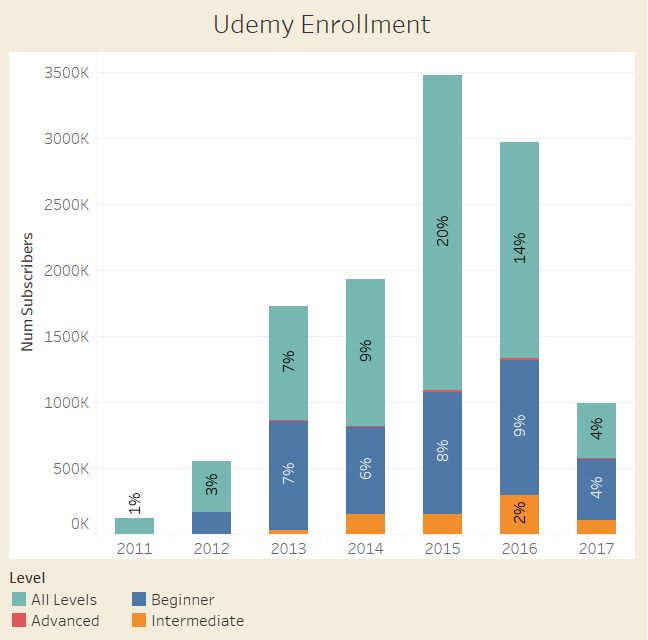 Udemy Enrollment
Num Subscribers
3500K
3000K
2500K
2000K
1500K
1000K
500K
0K
1%
3%
7%
7%
9%
6%
20%
8%
14%
9%
2%
4%
4%
2011 2012 2013 2014 2015 2016 2017
Level
All Levels Beginner
Advanced Intermediate